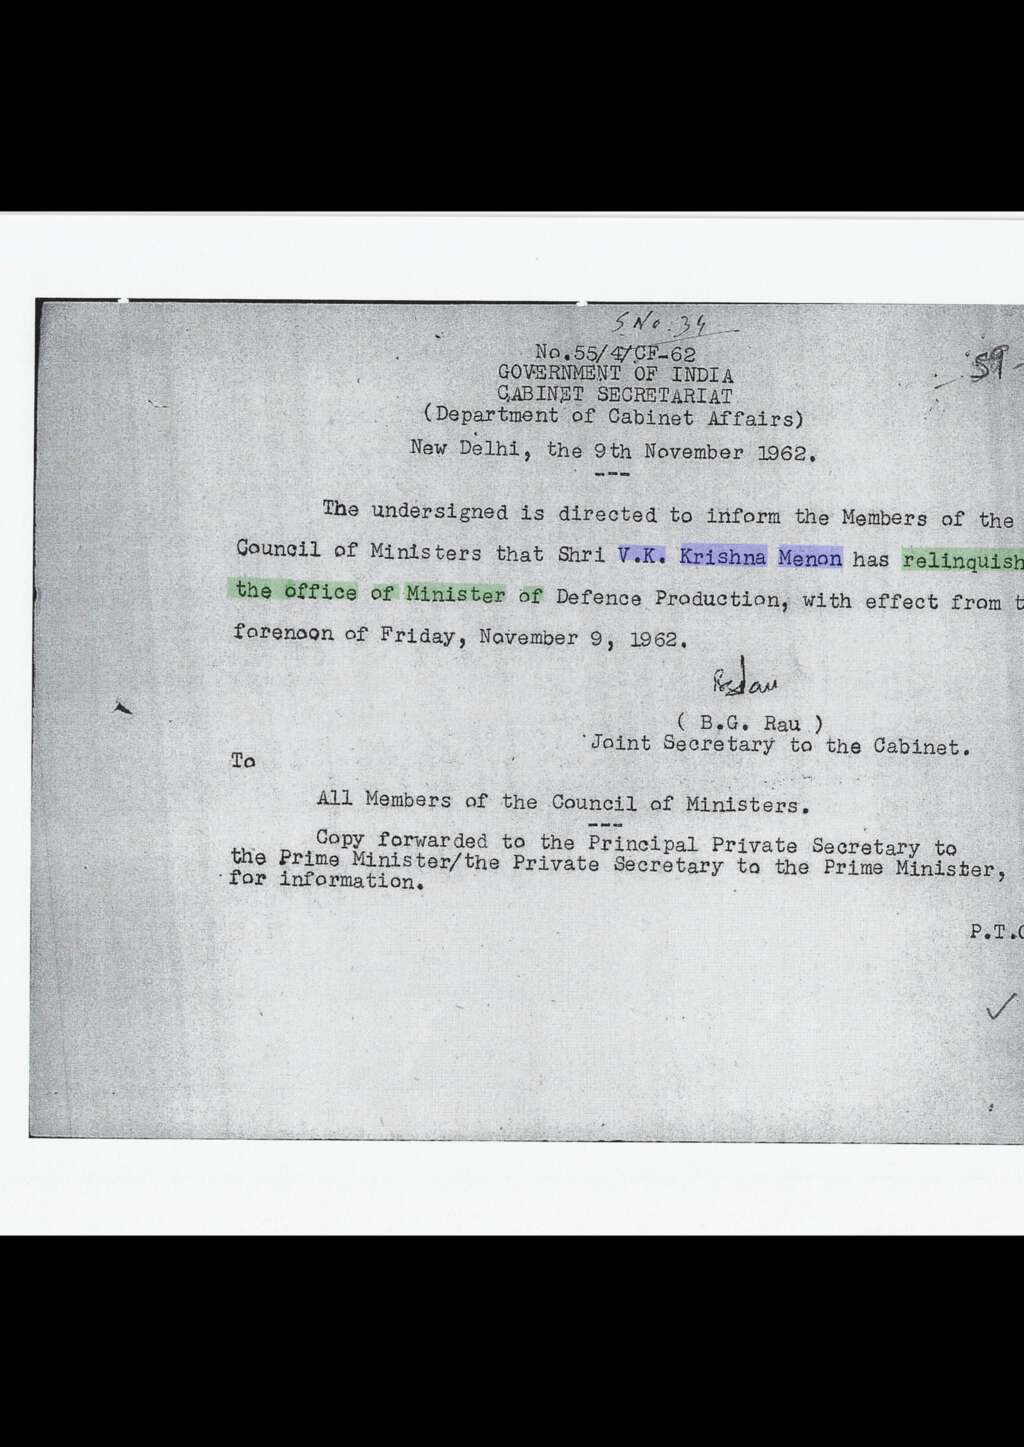 S No. 34
No.55/4/CF-62
59-
GOVERNMENT OF INDIA
CABINET SECRETARIAT
(Department of Cabinet Affairs)
New Delhi, the 9th November 1962.
---
The undersigned is directed to inform the Members of the
Council of Ministers that Shri V.K. Krishna Menon has relinquish
the office of Minister of Defence Production, with effect from t
forenoon of Friday, November 9, 1962.
( B.G. Rau )
Joint Secretary to the Cabinet.
To
All Members of the Council of Ministers.
---
Copy forwarded to the Principal Private Secretary to
the Prime Minister/the Private Secretary to the Prime Minister,
for information.
P.T.O